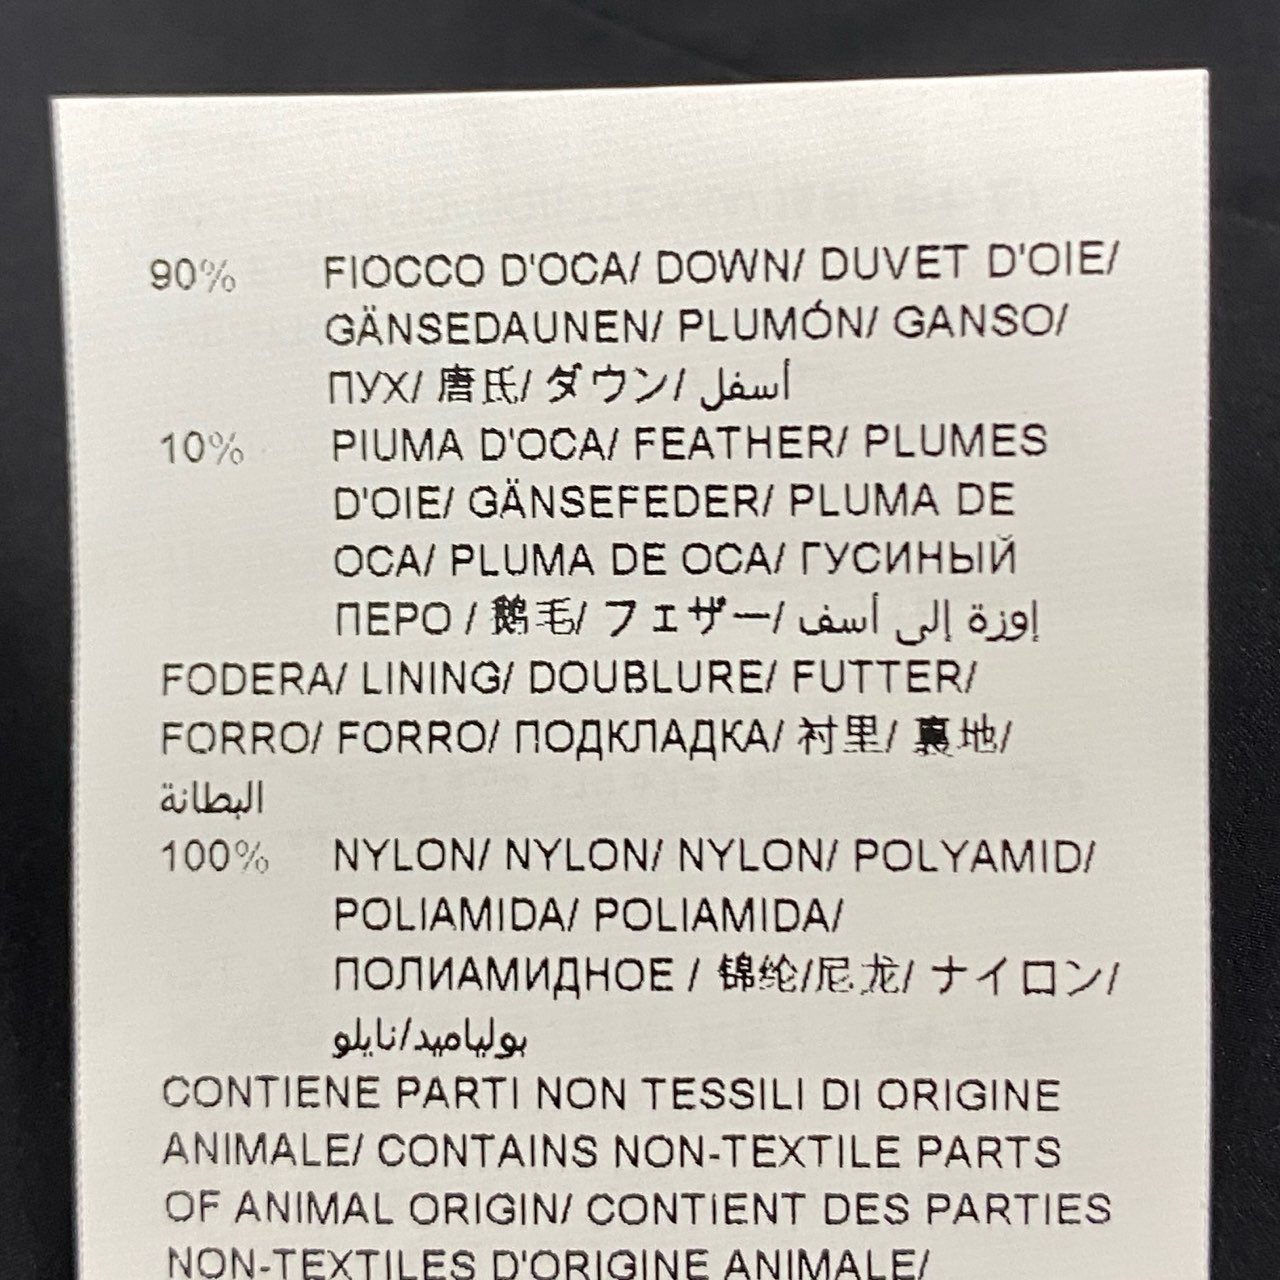 90% FIOCCO D'OCA/ DOWN/ DUVET D'OIE/
GÄNSEDAUNEN/ PLUMÓN/ GANSO/
ПУХ/ 唐氏/ ダウン/ أسفل
10% PIUMA D'OCA/ FEATHER/ PLUMES
D'OIE/ GÄNSEFEDER/ PLUMA DE
OCA/ PLUMA DE OCA/ ГУСИНЫЙ
ПЕРО / 鹅毛/ フェザー/ إوزة إلى أسف
FODERA/ LINING/ DOUBLURE/ FUTTER/
FORRO/ FORRO/ ПОДКЛАДКА/ 衬里/ 裏地/
البطانة
100% NYLON/ NYLON/ NYLON/ POLYAMID/
POLIAMIDA/ POLIAMIDA/
ПОЛИАМИДНОЕ / 锦纶/尼龙/ ナイロン/
بولياميد/نايلو
CONTIENE PARTI NON TESSILI DI ORIGINE
ANIMALE/ CONTAINS NON-TEXTILE PARTS
OF ANIMAL ORIGIN/ CONTIENT DES PARTIES
NON-TEXTILES D'ORIGINE ANIMALE/